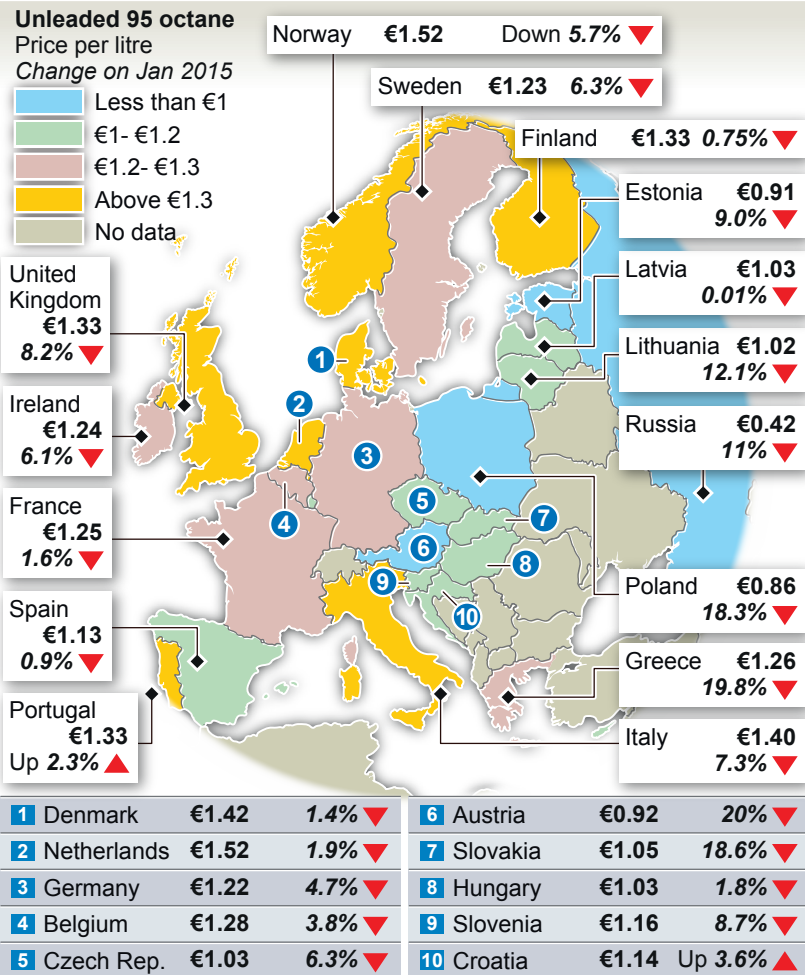 Unleaded 95 octane
Price per litre
Change on Jan 2015
Less than €1
€1- €1.2
€1.2- €1.3
Above €1.3
No data
Norway €1.52 Down 5.7%
Sweden €1.23 6.3%
Finland €1.33 0.75%
Estonia €0.91
9.0%
Latvia €1.03
0.01%
Lithuania €1.02
12.1%
Russia €0.42
11%
Poland €0.86
18.3%
Greece €1.26
19.8%
Italy €1.40
7.3%
United
Kingdom
€1.33
8.2%
Ireland
€1.24
6.1%
France
€1.25
1.6%
Spain
€1.13
0.9%
Portugal
€1.33
Up 2.3%
1
2
3
4
5
6
7
8
9
10
1 Denmark €1.42 1.4%
2 Netherlands €1.52 1.9%
3 Germany €1.22 4.7%
4 Belgium €1.28 3.8%
5 Czech Rep. €1.03 6.3%
6 Austria €0.92 20%
7 Slovakia €1.05 18.6%
8 Hungary €1.03 1.8%
9 Slovenia €1.16 8.7%
10 Croatia €1.14 Up 3.6%